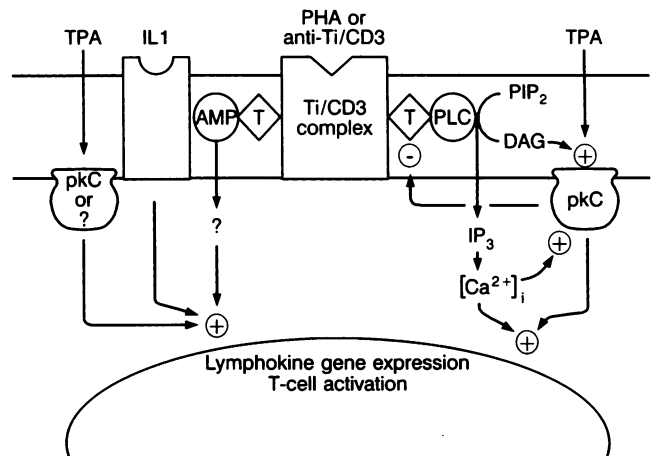 PHA or
anti-Ti/CD3
TPA
IL1
TPA
AMP
T
Ti/CD3
complex
T
PLC
PIP2
DAG
+
-
pkC
or
?
pkC
?
IP3
+
[Ca2+]i
+
+
Lymphokine gene expression
T-cell activation